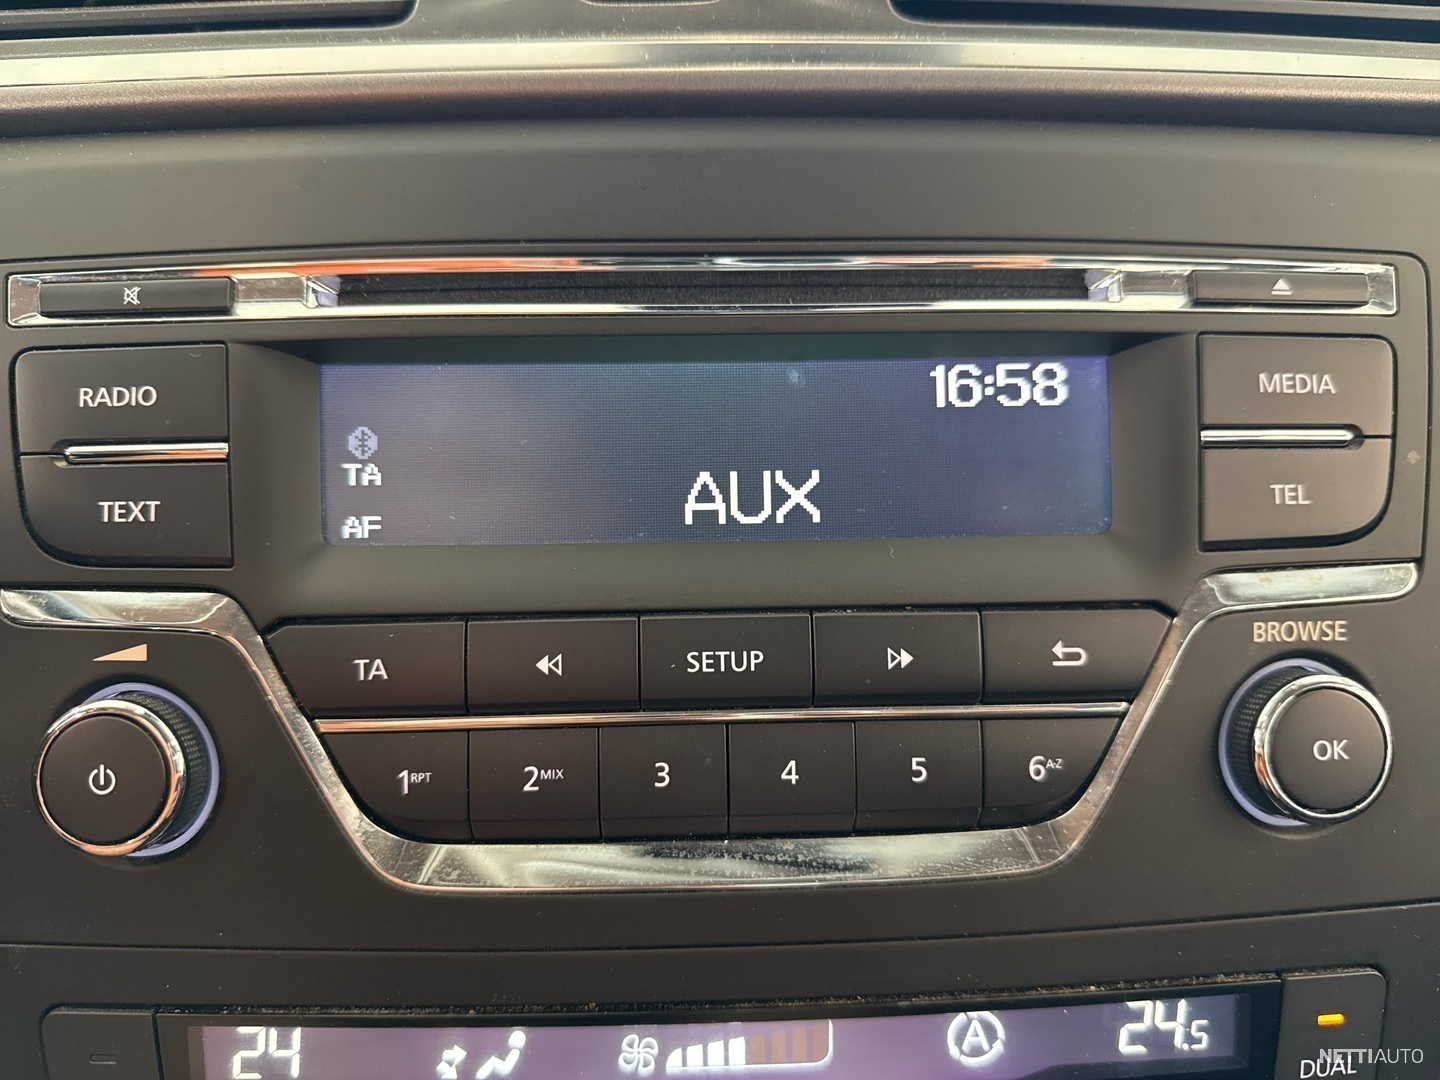 RADIO
MEDIA
16:58
TA
TEXT
AF
AUX
TEL
BROWSE
TA
SETUP
OK
1RPT
2MIX
3
4
5
6A-Z
24
A
24.5
DUAL
NETTIAUTO